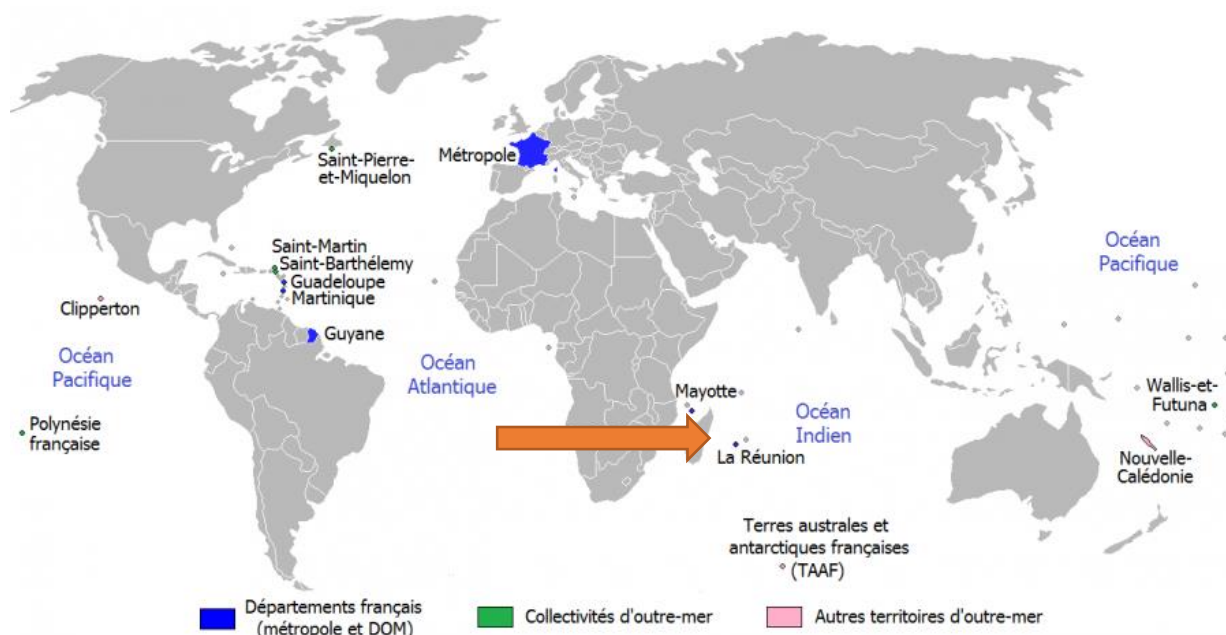 Métropole
Saint-Pierre-
et-Miquelon
Saint-Martin
Saint-Barthélemy
Guadeloupe
Martinique
Clipperton
Guyane
Océan
Pacifique
Océan
Atlantique
Océan
Pacifique
Polynésie
française
Mayotte
Océan
Indien
La Réunion
Wallis-et-
Futuna
Nouvelle-
Calédonie
Terres australes et
antarctiques françaises
(TAAF)
Départements français
(métropole et DOM)
Collectivités d'outre-mer
Autres territoires d'outre-mer